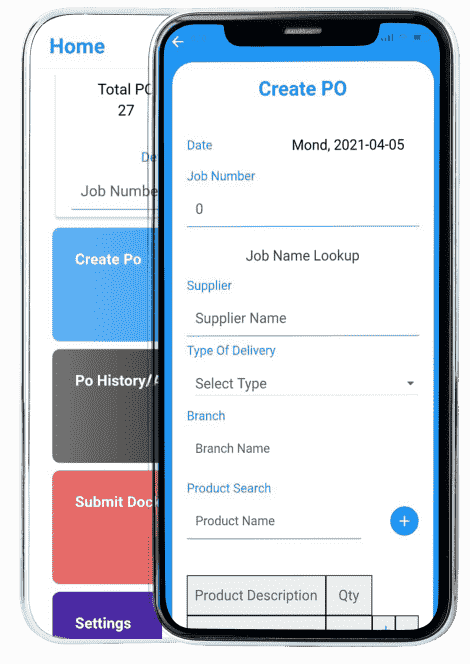 Home
Total PO
27
De
Job Number
Create Po
Po History/A
Submit Doc
Settings
Create PO
Date Mond, 2021-04-05
Job Number
0
Job Name Lookup
Supplier
Supplier Name
Type Of Delivery
Select Type
Branch
Branch Name
Product Search
Product Name
+
Product Description Qty